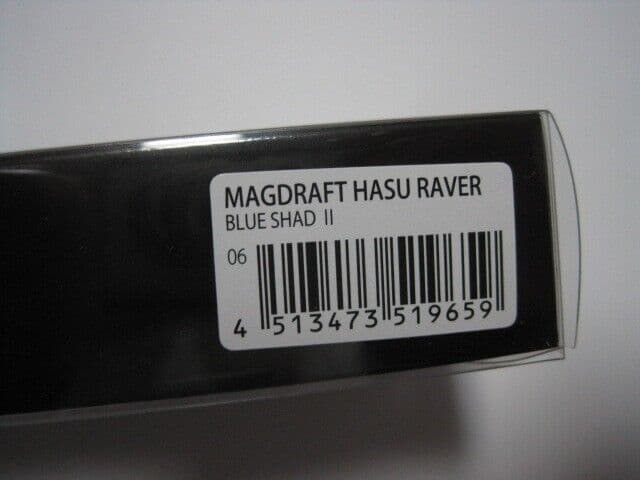 MAGDRAFT HASU RAVER
BLUE SHAD II
06
4 513473 519659